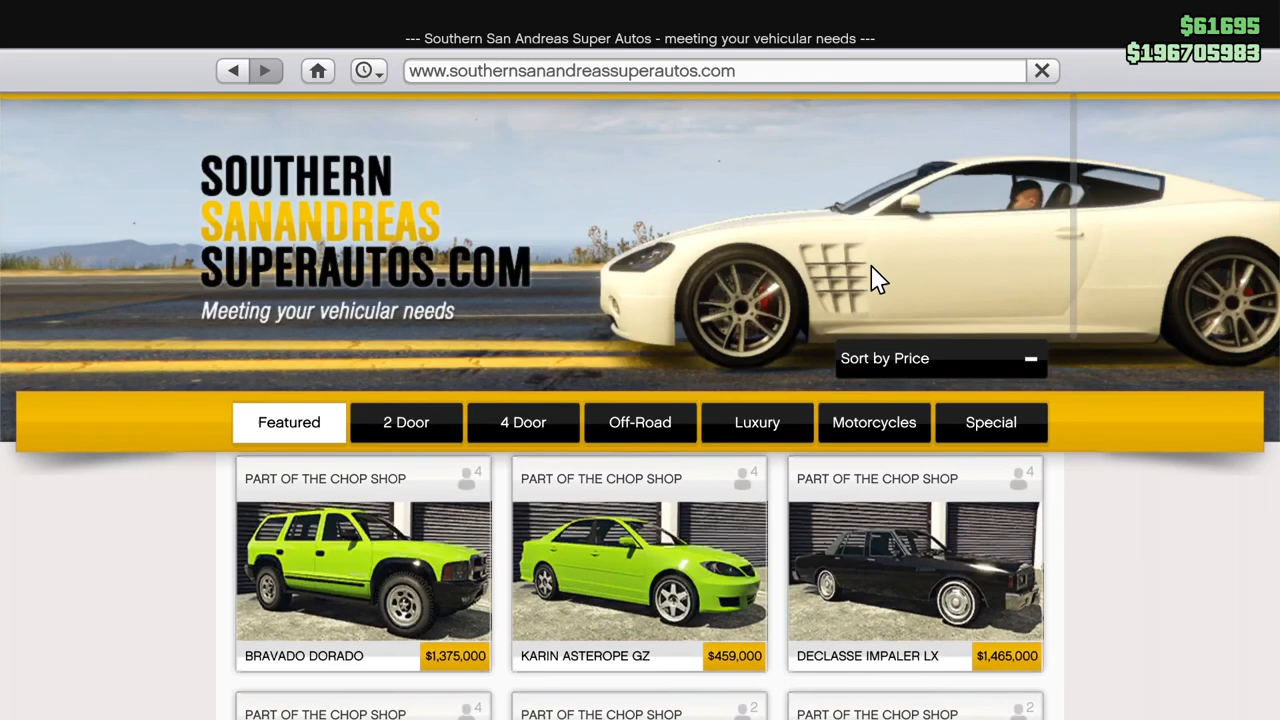 $61695
--- Southern San Andreas Super Autos - meeting your vehicular needs ---
$196705983
www.southernsanandreassuperautos.com
SOUTHERN
SANANDREAS
SUPERAUTOS.COM
Meeting your vehicular needs
Sort by Price
Featured 2 Door 4 Door Off-Road Luxury Motorcycles Special
PART OF THE CHOP SHOP 4 PART OF THE CHOP SHOP 4 PART OF THE CHOP SHOP 4
BRAVADO DORADO $1,375,000 KARIN ASTEROPE GZ $459,000 DECLASSE IMPALER LX $1,465,000
PART OF THE CHOP SHOP 4 PART OF THE CHOP SHOP 2 PART OF THE CHOP SHOP 2